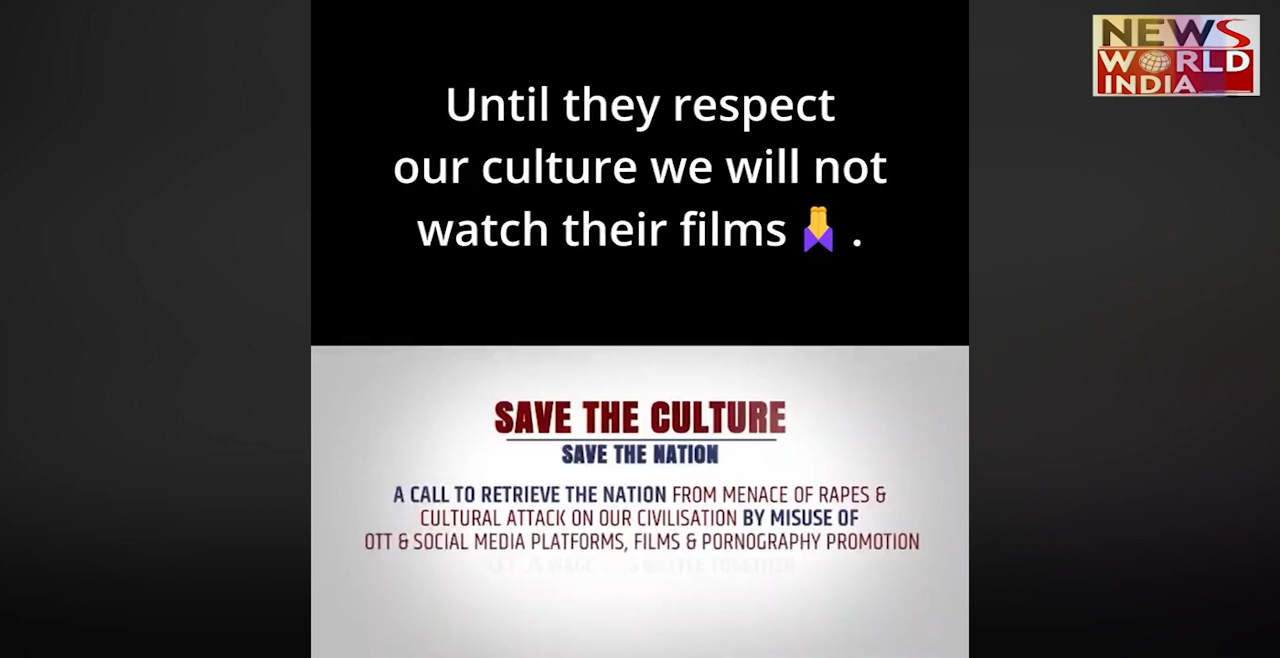 NEWS
WORLD
INDIA
Until they respect
our culture we will not
watch their films🙏 .
SAVE THE CULTURE
SAVE THE NATION
A CALL TO RETRIEVE THE NATION FROM MENACE OF RAPES &
CULTURAL ATTACK ON OUR CIVILISATION BY MISUSE OF
OTT & SOCIAL MEDIA PLATFORMS, FILMS & PORNOGRAPHY PROMOTION